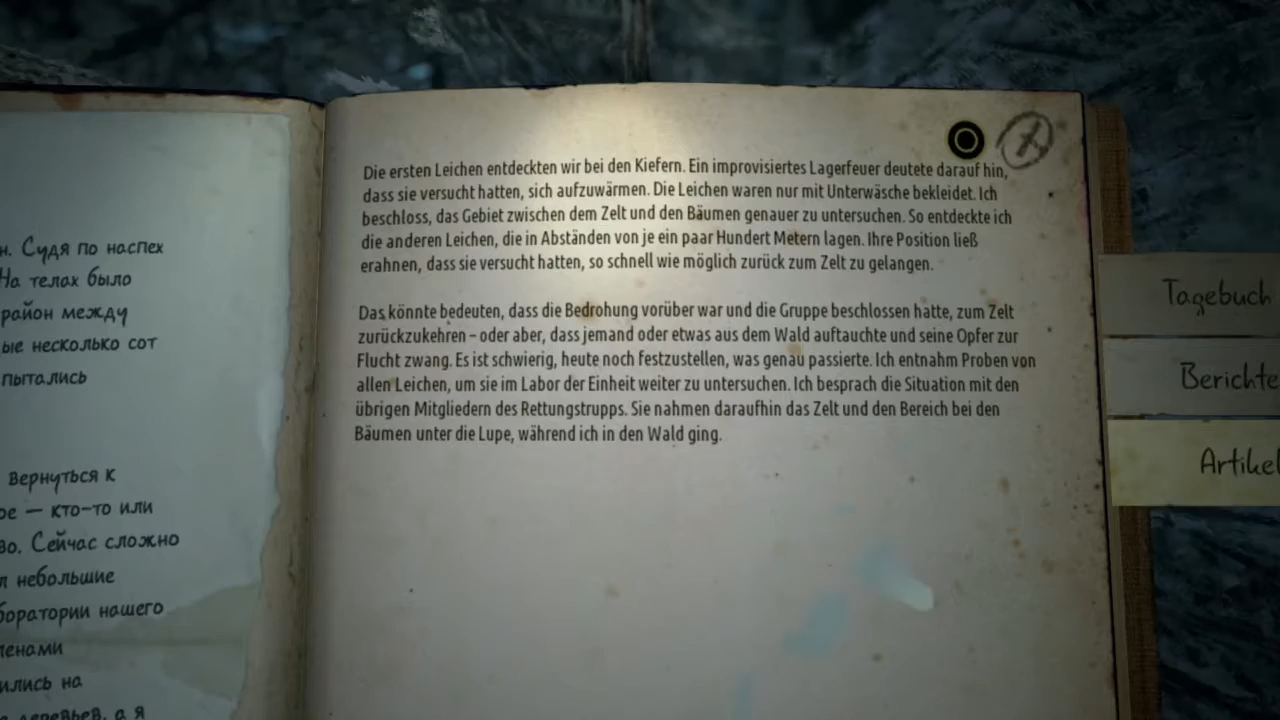 н. Судя по наспех
На телах было
район между
ые несколько сот
пытались
вернуться к
ое — кто-то или
во. Сейчас сложно
л небольшие
боратории нашего
ленами
ились на
деревьев, а я
Die ersten Leichen entdeckten wir bei den Kiefern. Ein improvisiertes Lagerfeuer deutete darauf hin,
dass sie versucht hatten, sich aufzuwärmen. Die Leichen waren nur mit Unterwäsche bekleidet. Ich
beschloss, das Gebiet zwischen dem Zelt und den Bäumen genauer zu untersuchen. So entdeckte ich
die anderen Leichen, die in Abständen von je ein paar Hundert Metern lagen. Ihre Position ließ
erahnen, dass sie versucht hatten, so schnell wie möglich zurück zum Zelt zu gelangen.
Das könnte bedeuten, dass die Bedrohung vorüber war und die Gruppe beschlossen hatte, zum Zelt
zurückzukehren – oder aber, dass jemand oder etwas aus dem Wald auftauchte und seine Opfer zur
Flucht zwang. Es ist schwierig, heute noch festzustellen, was genau passierte. Ich entnahm Proben von
allen Leichen, um sie im Labor der Einheit weiter zu untersuchen. Ich besprach die Situation mit den
übrigen Mitgliedern des Rettungstrupps. Sie nahmen daraufhin das Zelt und den Bereich bei den
Bäumen unter die Lupe, während ich in den Wald ging.
Tagebuch
Berichte
Artikel